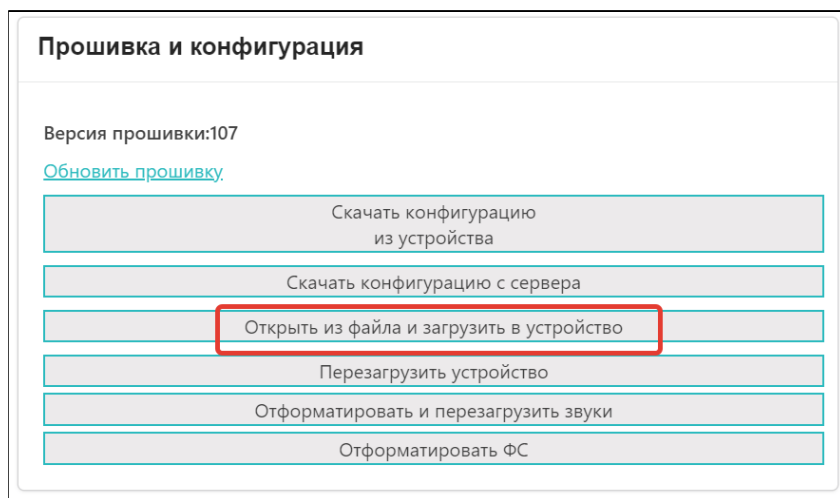 Прошивка и конфигурация
Версия прошивки:107
Обновить прошивку
Скачать конфигурацию
из устройства
Скачать конфигурацию с сервера
Открыть из файла и загрузить в устройство
Перезагрузить устройство
Отформатировать и перезагрузить звуки
Отформатировать ФС